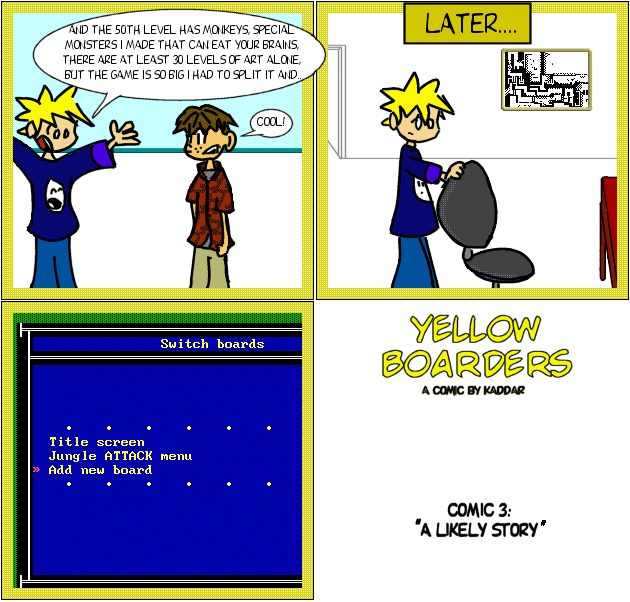 AND THE 50TH LEVEL HAS MONKEYS, SPECIAL
MONSTERS I MADE THAT CAN EAT YOUR BRAINS,
THERE ARE AT LEAST 30 LEVELS OF ART ALONE,
BUT THE GAME IS SO BIG I HAD TO SPLIT IT AND...
COOL!
LATER....
Switch boards
Title screen
Jungle ATTACK menu
» Add new board
YELLOW
BOARDERS
A COMIC BY KADDAR
COMIC 3:
"A LIKELY STORY"